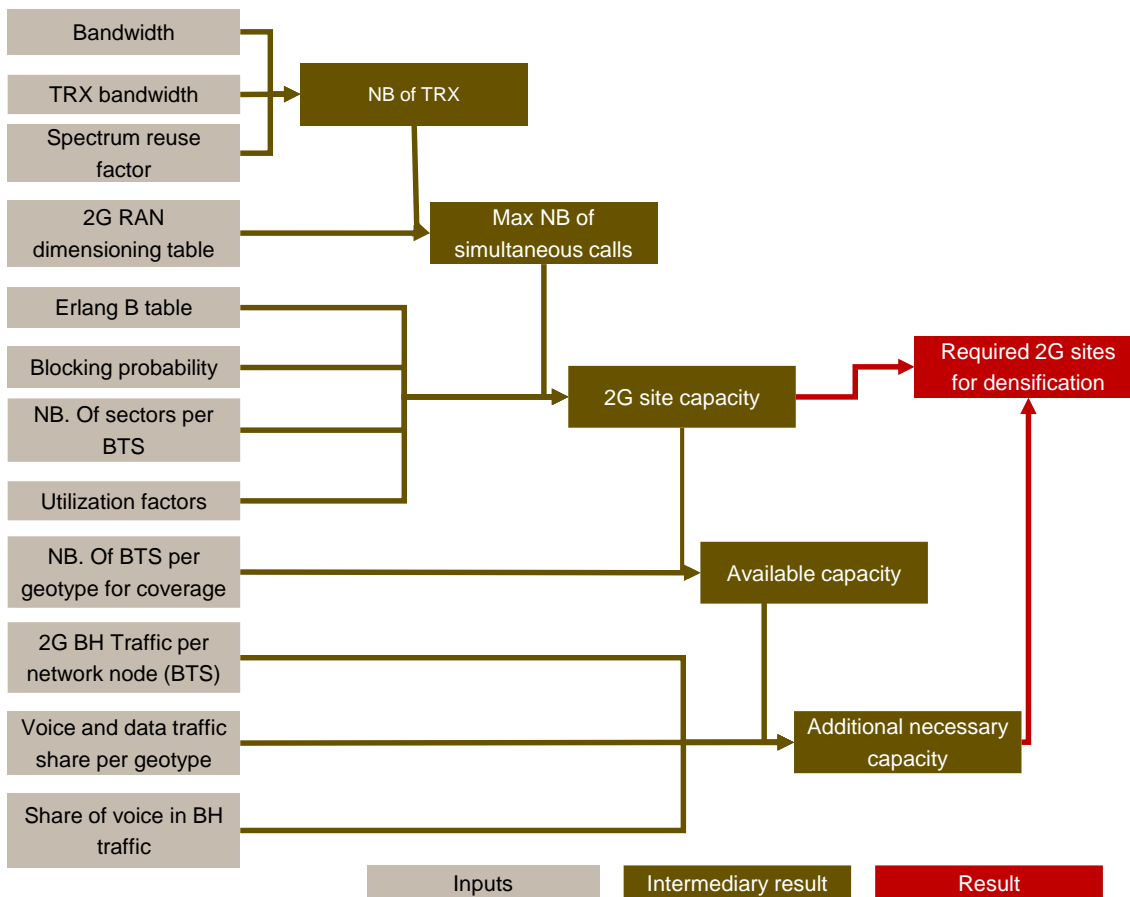 Bandwidth
TRX bandwidth
Spectrum reuse
factor
NB of TRX
2G RAN
dimensioning table
Max NB of
simultaneous calls
Erlang B table
Blocking probability
NB. Of sectors per
BTS
Utilization factors
2G site capacity
Required 2G sites
for densification
NB. Of BTS per
geotype for coverage
Available capacity
2G BH Traffic per
network node (BTS)
Voice and data traffic
share per geotype
Share of voice in BH
traffic
Additional necessary
capacity
Inputs
Intermediary result
Result